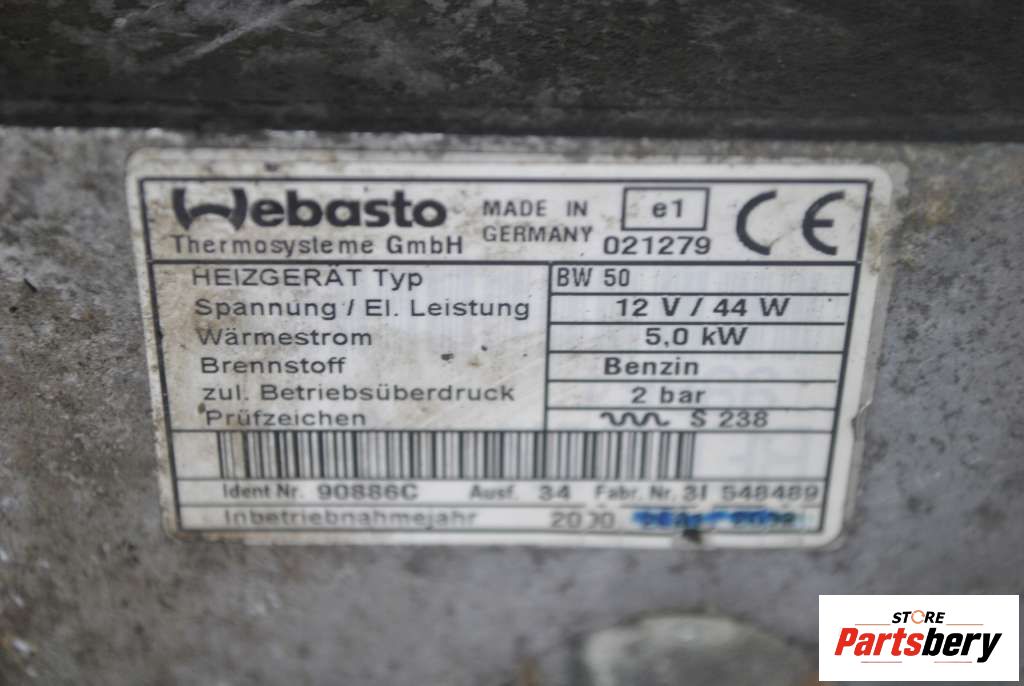 Webasto
Thermosysteme GmbH
MADE IN
GERMANY
e1
021279
CE
HEIZGERÄT Typ BW 50
Spannung / El. Leistung 12 V / 44 W
Wärmestrom 5,0 kW
Brennstoff Benzin
zul. Betriebsüberdruck 2 bar
Prüfzeichen S 238
Ident Nr. 90886C Ausf. 34 Fabr. Nr. 3I 548489
Inbetriebnahmejahr 2000
STORE
Partsbery